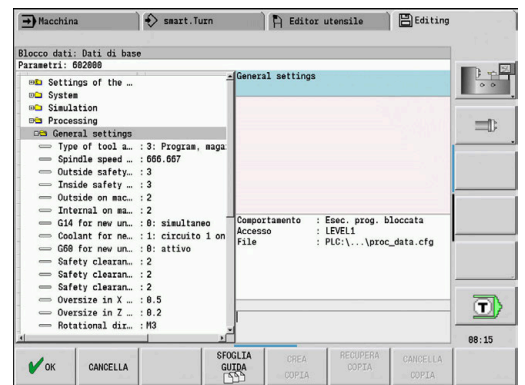 Macchina
smart.Turn
Editor utensile
Editing
Blocco dati: Dati di base
Parametri: 602000
Settings of the …
System
Simulation
Processing
General settings
Type of tool a… : 3: Program, maga
Spindle speed … : 666.667
Outside safety… : 3
Inside safety … : 3
Outside on mac… : 2
Internal on ma… : 2
G14 for new un… : 0: simultaneo
Coolant for ne… : 1: circuito 1 on
G60 for new un… : 0: attivo
Safety clearan… : 2
Safety clearan… : 2
Safety clearan… : 2
Oversize in X … : 0.5
Oversize in Z … : 0.2
Rotational dir… : M3
General settings
Comportamento : Esec. prog. bloccata
Accesso : LEVEL1
File : PLC:\...\proc_data.cfg
T
08:15
OK
CANCELLA
SFOGLIA GUIDA
CREA COPIA
RECUPERA COPIA
CANCELLA COPIA